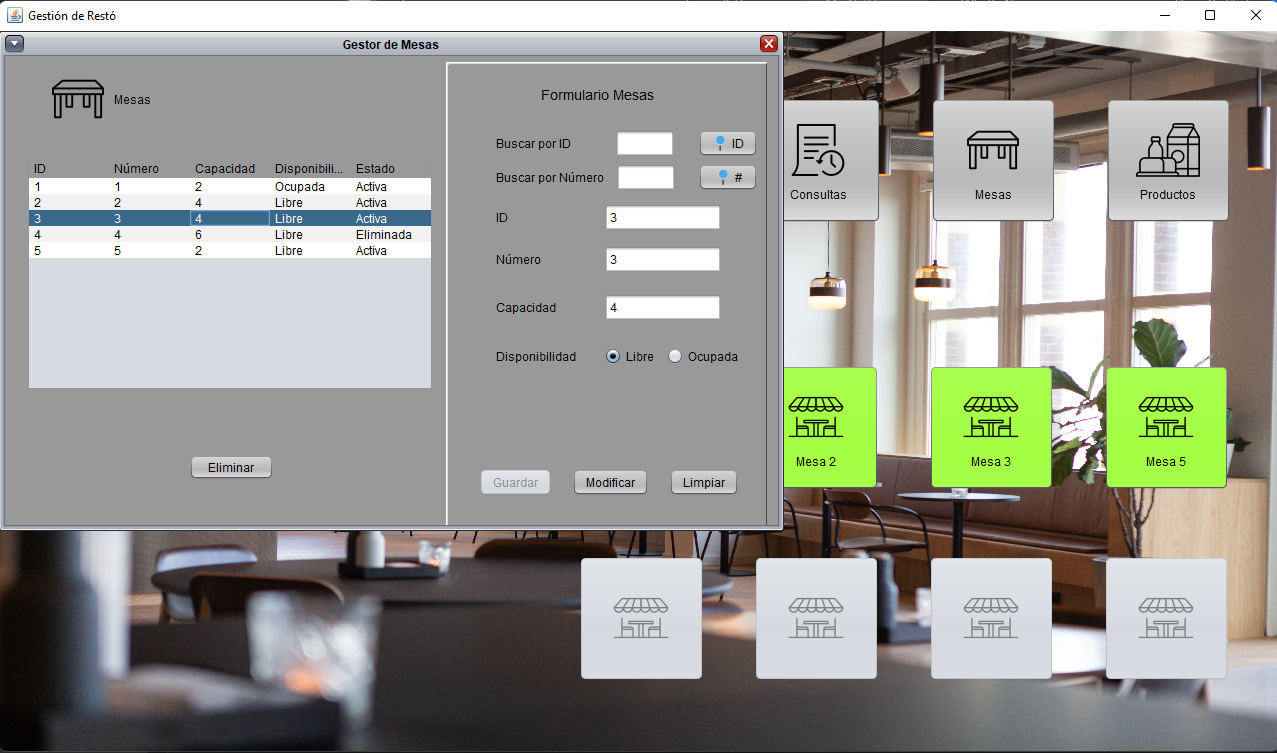 Gestión de Restó
Gestor de Mesas
Mesas
ID Número Capacidad Disponibili... Estado
1 1 2 Ocupada Activa
2 2 4 Libre Activa
3 3 4 Libre Activa
4 4 6 Libre Eliminada
5 5 2 Libre Activa
Eliminar
Formulario Mesas
Buscar por ID ID
Buscar por Número #
ID 3
Número 3
Capacidad 4
Disponibilidad Libre Ocupada
Guardar Modificar Limpiar
Consultas Mesas Productos
Mesa 2 Mesa 3 Mesa 5